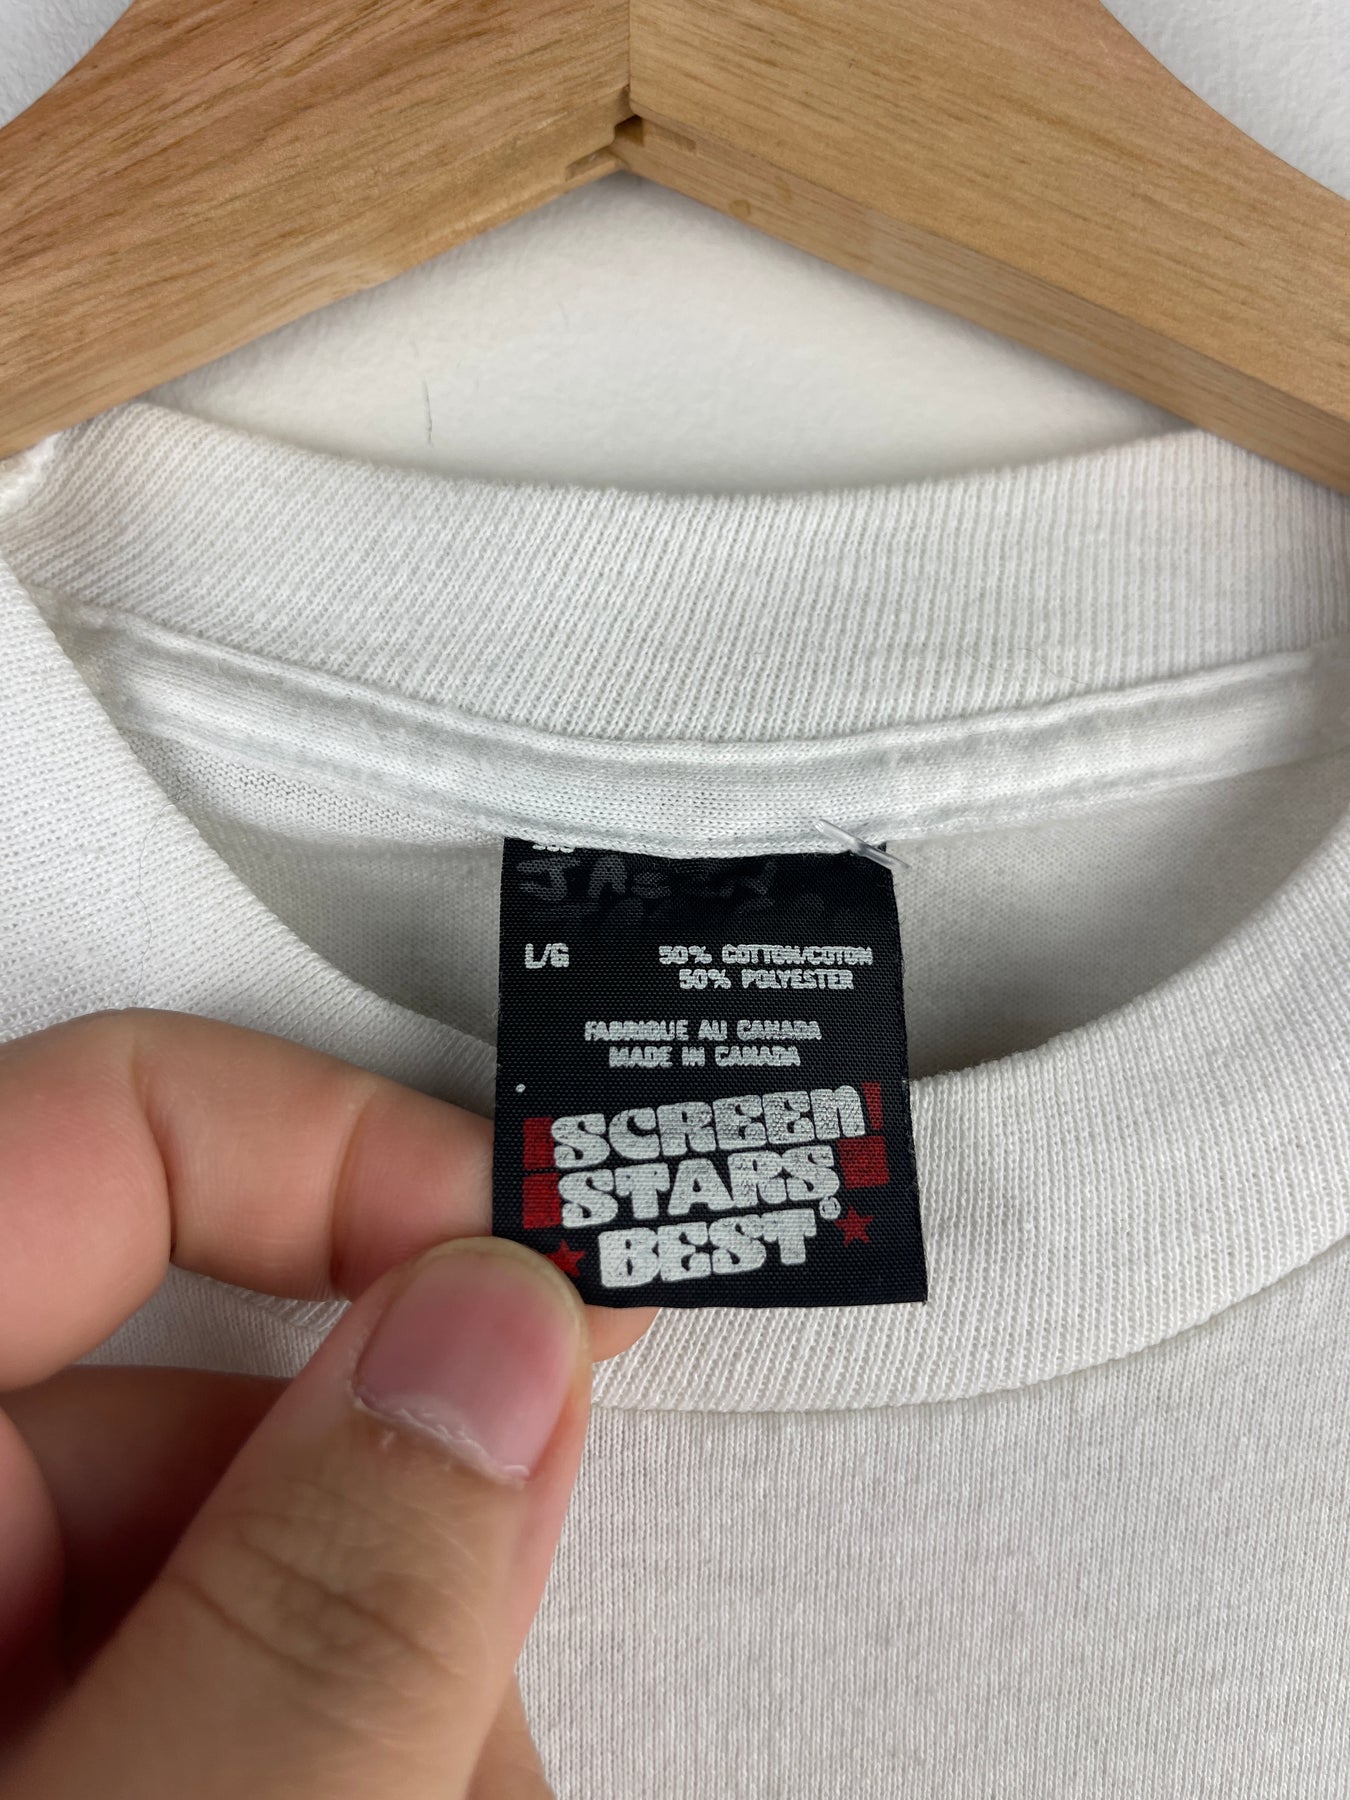 L/G
50% COTTON/COTON
50% POLYESTER
FABRIQUE AU CANADA
MADE IN CANADA
SCREEN
STARS
BEST®